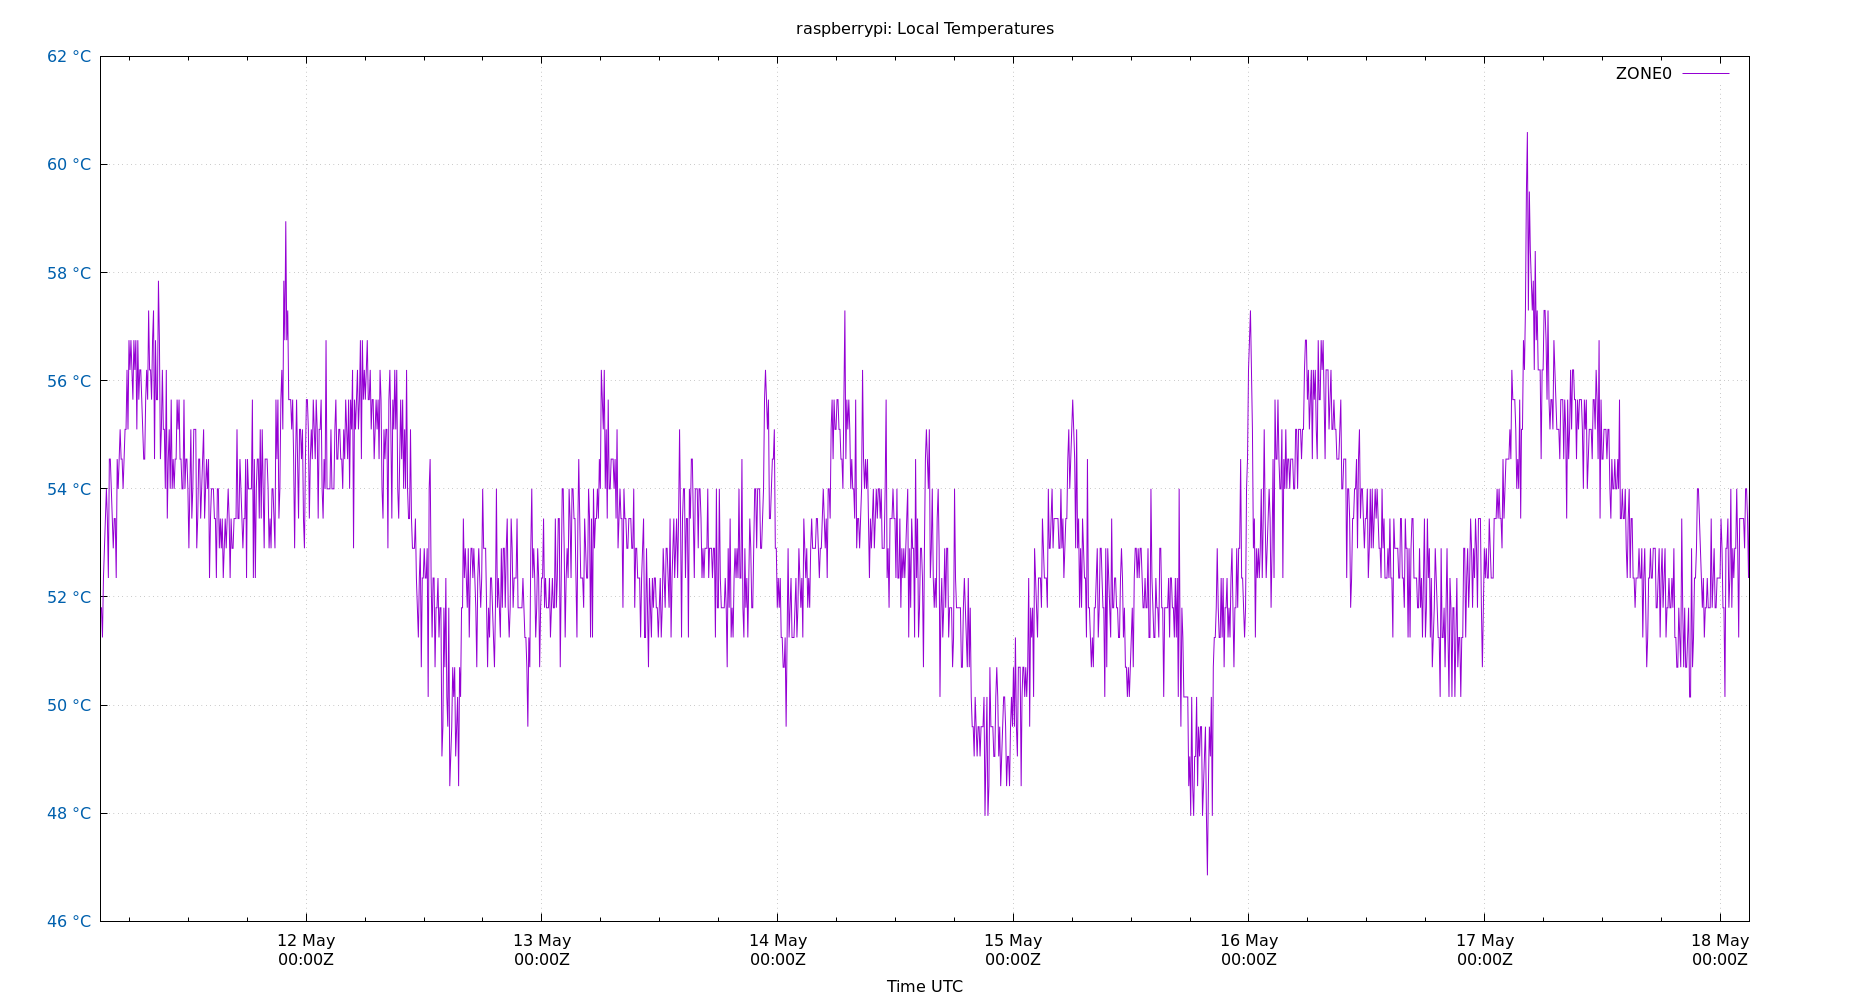 raspberrypi: Local Temperatures
62 °C
ZONE0
60 °C
58 °C
56 °C
54 °C
52 °C
50 °C
48 °C
46 °C
12 May 13 May 14 May 15 May 16 May 17 May 18 May
00:00Z 00:00Z 00:00Z 00:00Z 00:00Z 00:00Z 00:00Z
Time UTC